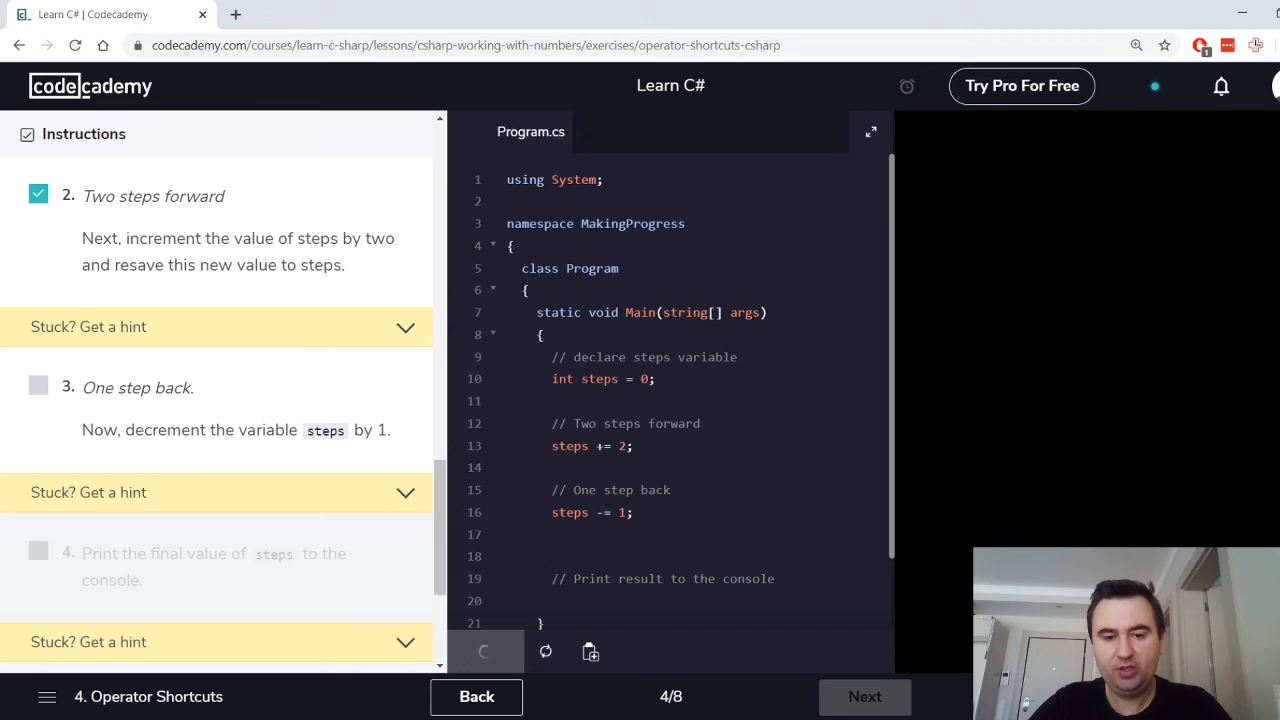 Learn C# | Codecademy
codecademy.com/courses/learn-c-sharp/lessons/csharp-working-with-numbers/exercises/operator-shortcuts-csharp
1
codecademy
Learn C#
Try Pro For Free
Instructions
Program.cs
2. Two steps forward
Next, increment the value of steps by two
and resave this new value to steps.
Stuck? Get a hint
3. One step back.
Now, decrement the variable steps by 1.
Stuck? Get a hint
4. Print the final value of steps to the
console.
Stuck? Get a hint
1 using System;
2
3 namespace MakingProgress
4 {
5 class Program
6 {
7 static void Main(string[] args)
8 {
9 // declare steps variable
10 int steps = 0;
11
12 // Two steps forward
13 steps += 2;
14
15 // One step back
16 steps -= 1;
17
18
19 // Print result to the console
20
21 }
4. Operator Shortcuts
Back
4/8
Next